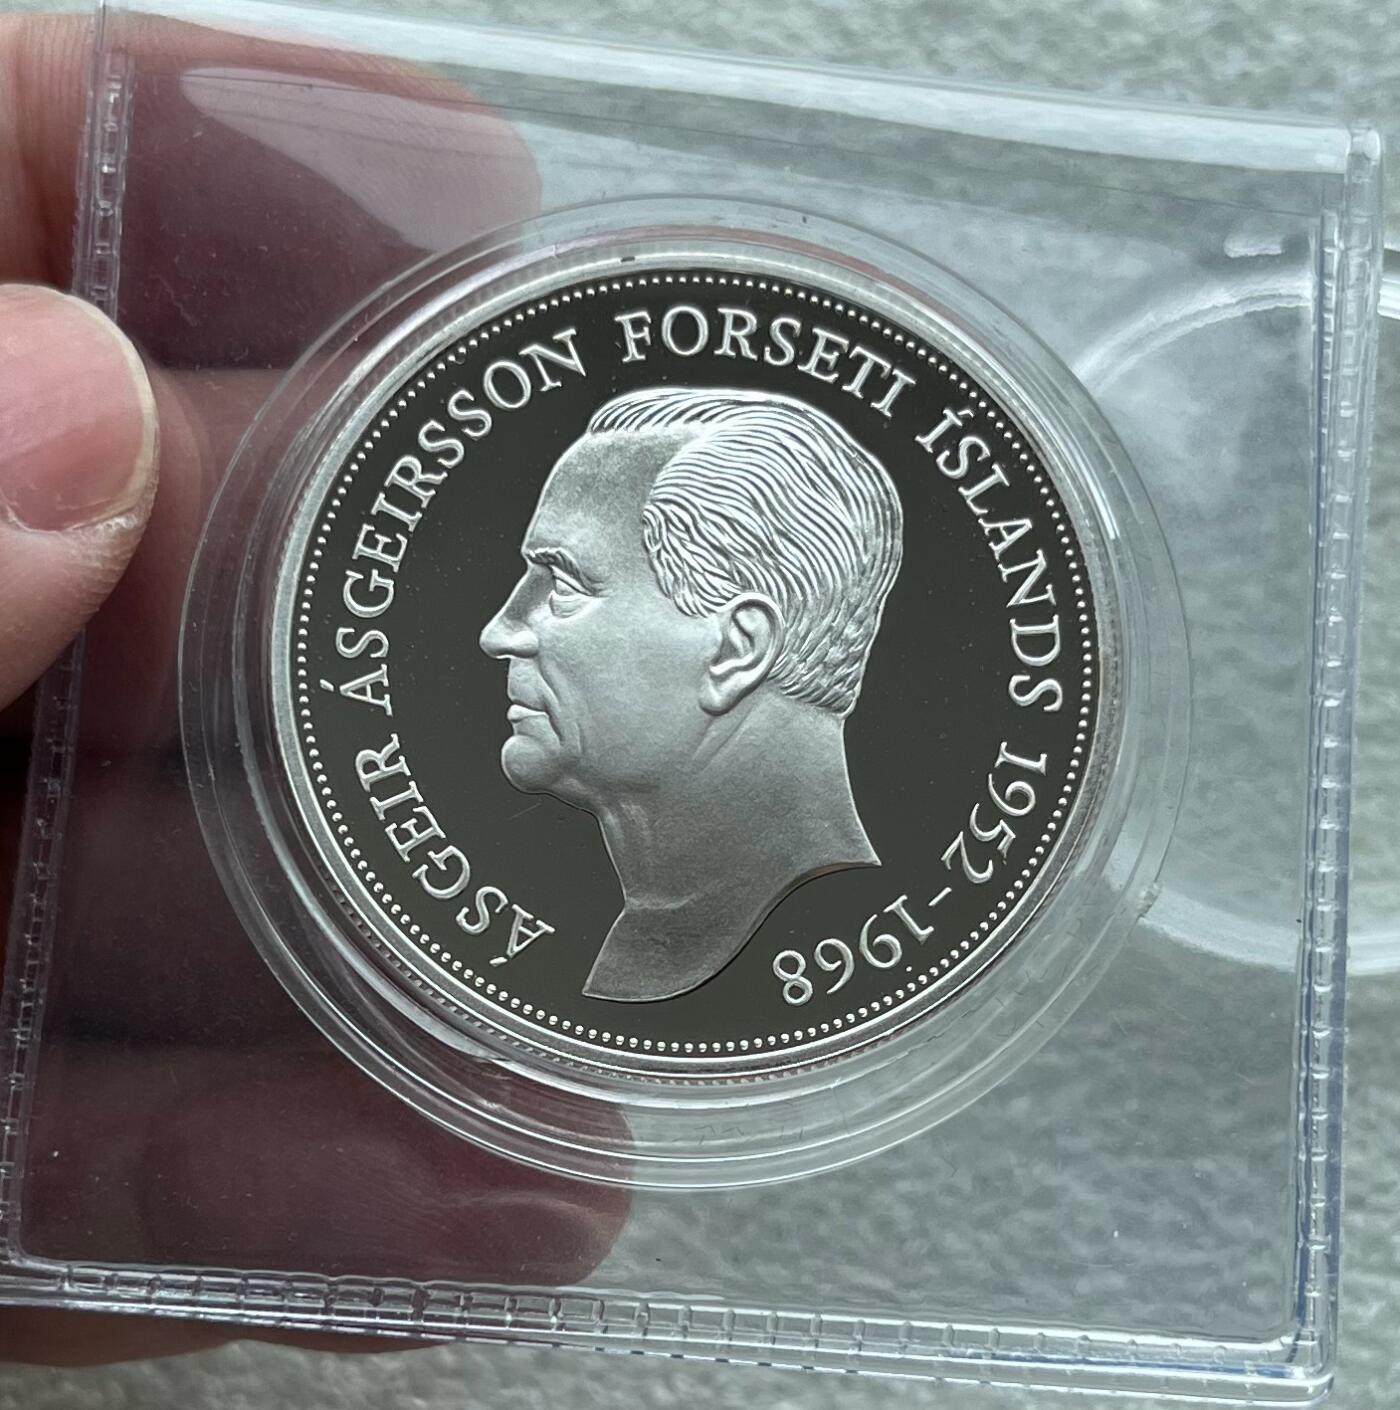 ÁSGEIR ÁSGEIRSSON FORSETI ÍSLANDS 1952-1968